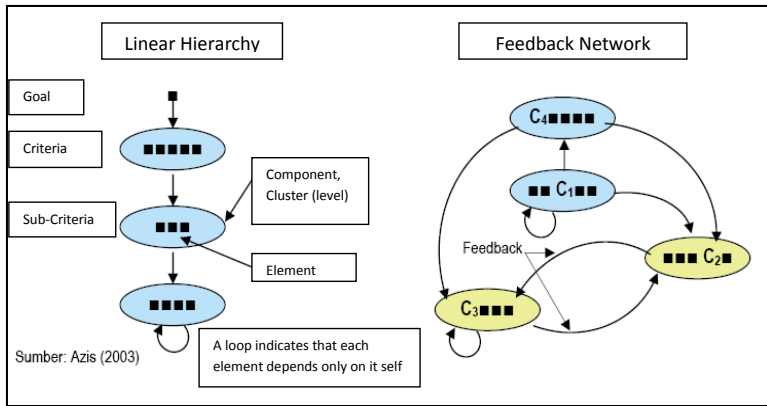 Linear Hierarchy
Feedback Network
Goal
Criteria
Sub-Criteria
Component,
Cluster (level)
Element
A loop indicates that each
element depends only on it self
Sumber: Azis (2003)
C4
C1
C2
C3
Feedback